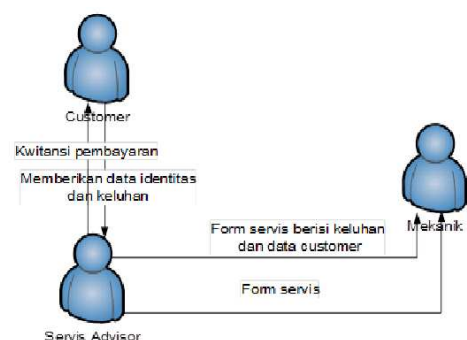 Customer
Kwitansi pembayaran
Memberikan data identitas
dan keluhan
Mekanik
Form servis berisi keluhan
dan data customer
Form servis
Servis Advisor